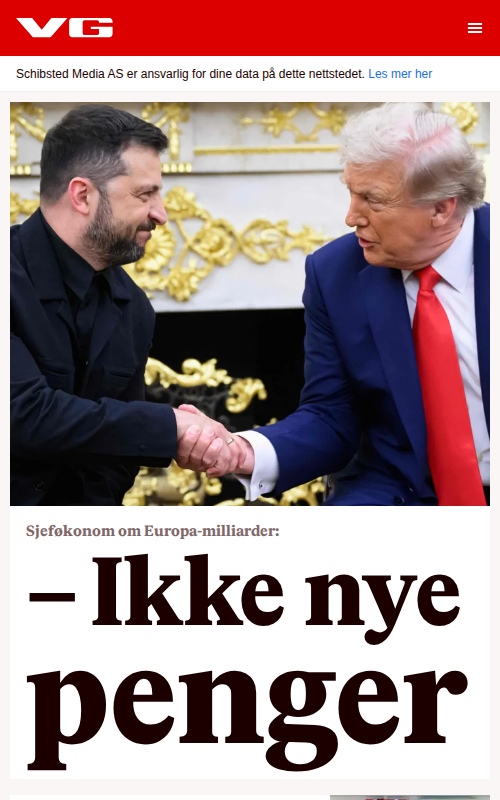 VG
Schibsted Media AS er ansvarlig for dine data på dette nettstedet. Les mer her
Sjeføkonom om Europa-milliarder:
– Ikke nye
penger